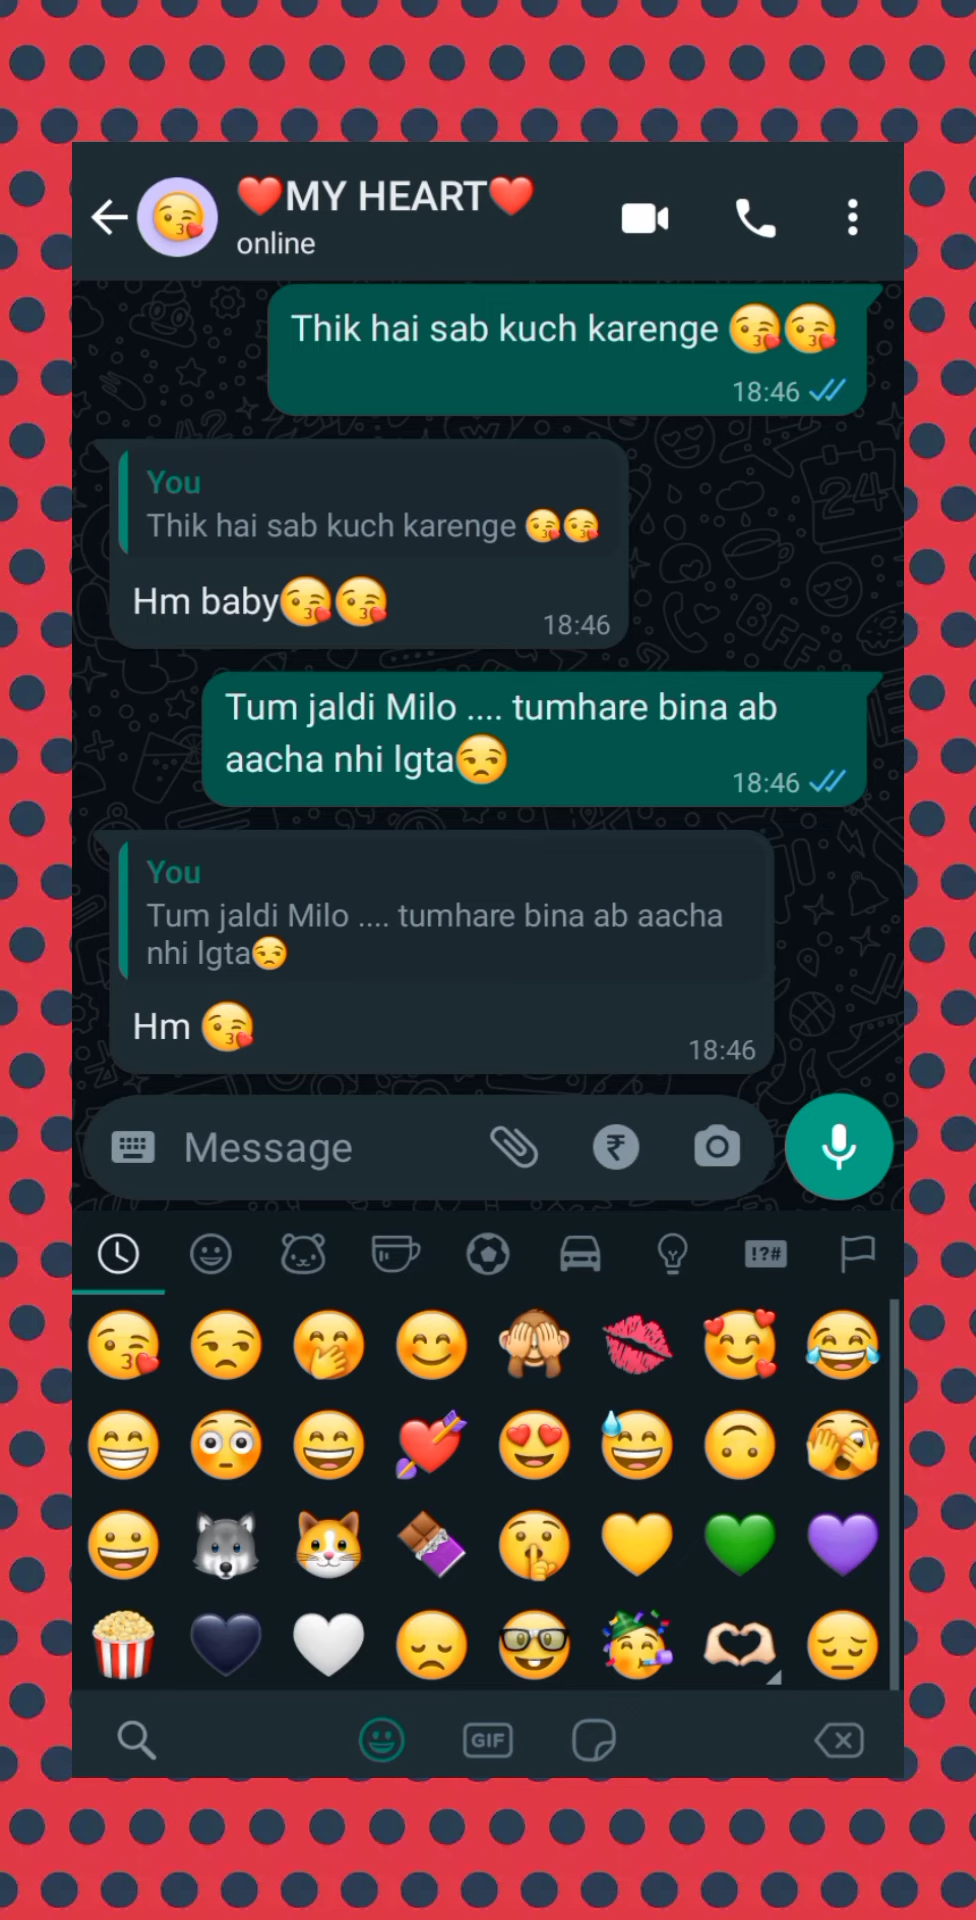 ❤️MY HEART❤️
online
Thik hai sab kuch karenge 😘😘
18:46
You
Thik hai sab kuch karenge 😘😘
Hm baby😘😘
18:46
Tum jaldi Milo .... tumhare bina ab
aacha nhi lgta😒
18:46
You
Tum jaldi Milo .... tumhare bina ab aacha
nhi lgta😒
Hm 😘
18:46
Message
!?#
GIF